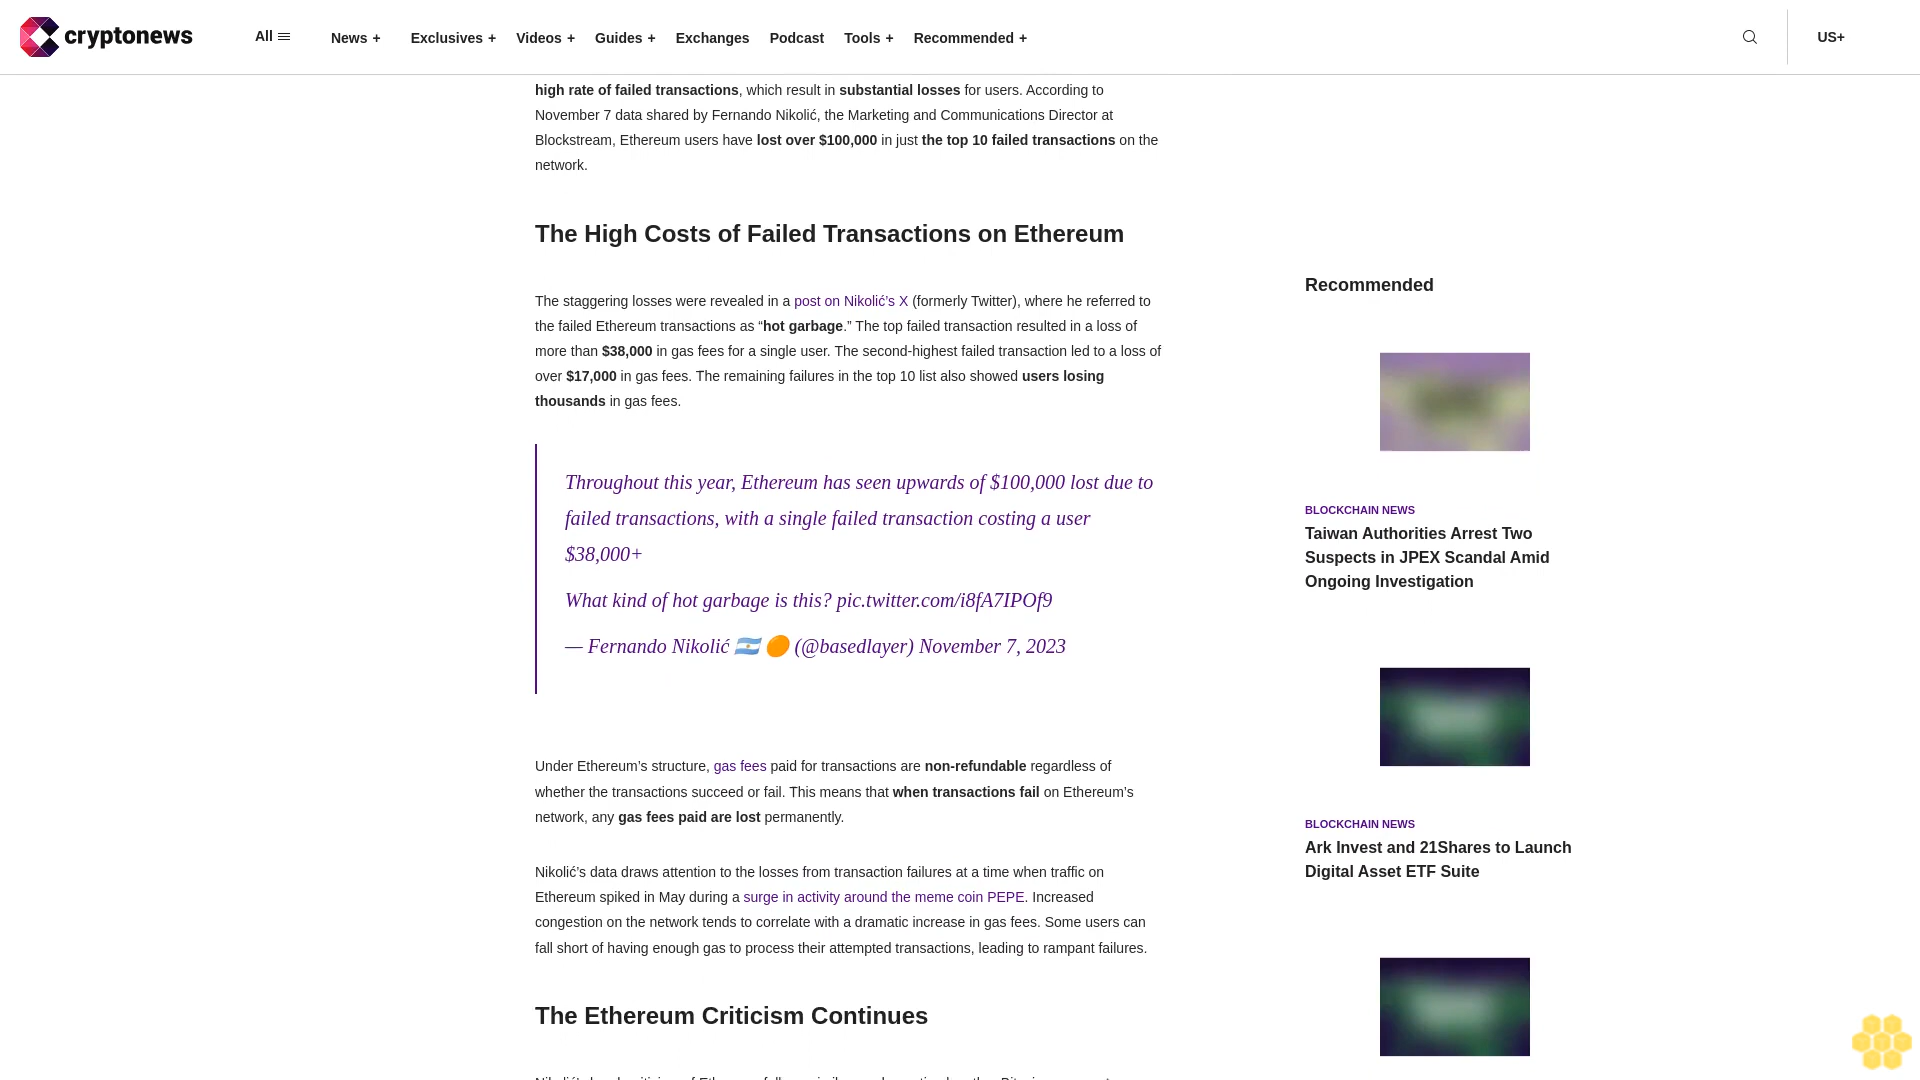 cryptonews
All
News +
Exclusives +
Videos +
Guides +
Exchanges
Podcast
Tools +
Recommended +
US+
high rate of failed transactions, which result in substantial losses for users. According to
November 7 data shared by Fernando Nikolić, the Marketing and Communications Director at
Blockstream, Ethereum users have lost over $100,000 in just the top 10 failed transactions on the
network.
The High Costs of Failed Transactions on Ethereum
The staggering losses were revealed in a post on Nikolić’s X (formerly Twitter), where he referred to
the failed Ethereum transactions as “hot garbage.” The top failed transaction resulted in a loss of
more than $38,000 in gas fees for a single user. The second-highest failed transaction led to a loss of
over $17,000 in gas fees. The remaining failures in the top 10 list also showed users losing
thousands in gas fees.
Throughout this year, Ethereum has seen upwards of $100,000 lost due to
failed transactions, with a single failed transaction costing a user
$38,000+
What kind of hot garbage is this? pic.twitter.com/i8fA7IPOf9
— Fernando Nikolić 🇦🇷 🟠 (@basedlayer) November 7, 2023
Under Ethereum’s structure, gas fees paid for transactions are non-refundable regardless of
whether the transactions succeed or fail. This means that when transactions fail on Ethereum’s
network, any gas fees paid are lost permanently.
Nikolić’s data draws attention to the losses from transaction failures at a time when traffic on
Ethereum spiked in May during a surge in activity around the meme coin PEPE. Increased
congestion on the network tends to correlate with a dramatic increase in gas fees. Some users can
fall short of having enough gas to process their attempted transactions, leading to rampant failures.
The Ethereum Criticism Continues
Recommended
BLOCKCHAIN NEWS
Taiwan Authorities Arrest Two
Suspects in JPEX Scandal Amid
Ongoing Investigation
BLOCKCHAIN NEWS
Ark Invest and 21Shares to Launch
Digital Asset ETF Suite